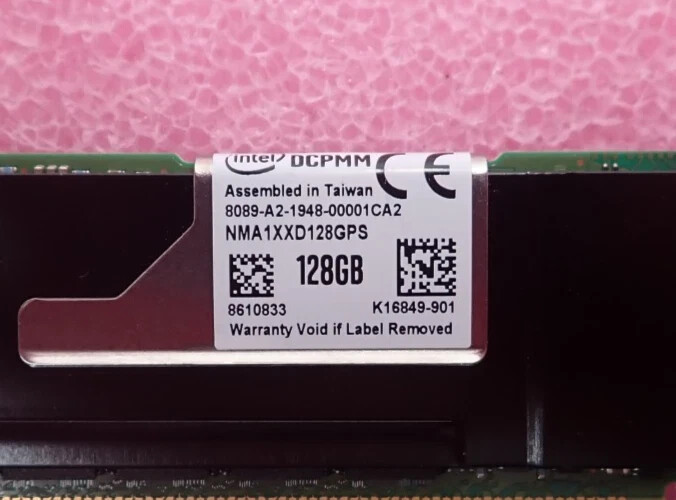 intel DCPMM CE
Assembled in Taiwan
8089-A2-1948-00001CA2
NMA1XXD128GPS
128GB
8610833 K16849-901
Warranty Void if Label Removed